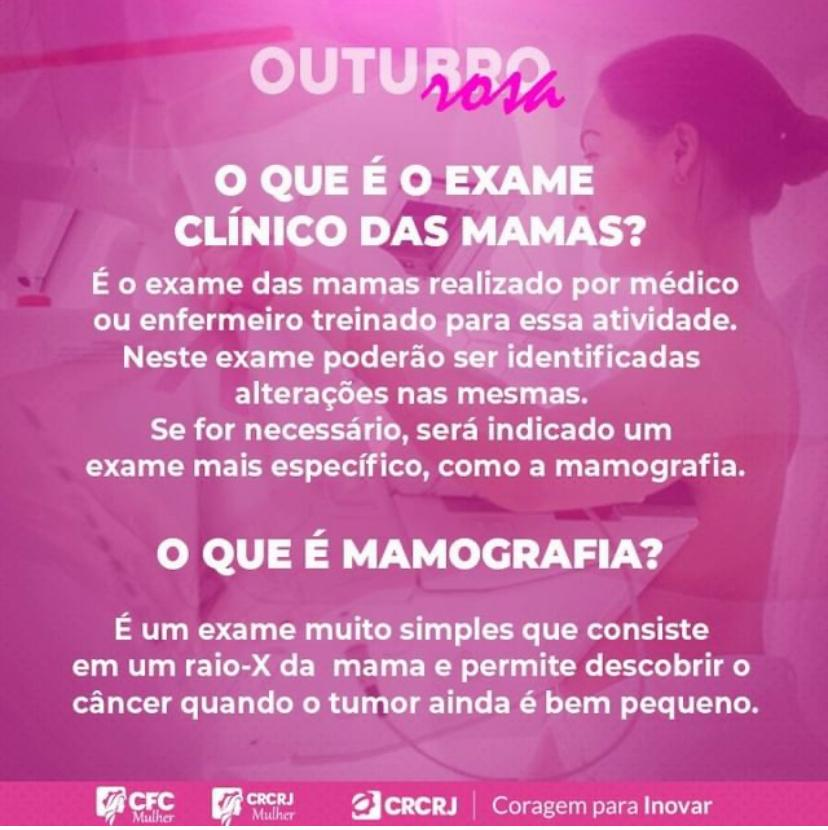 OUTUBRO
rosa
O QUE É O EXAME
CLÍNICO DAS MAMAS?
É o exame das mamas realizado por médico
ou enfermeiro treinado para essa atividade.
Neste exame poderão ser identificadas
alterações nas mesmas.
Se for necessário, será indicado um
exame mais específico, como a mamografia.
O QUE É MAMOGRAFIA?
É um exame muito simples que consiste
em um raio-X da mama e permite descobrir o
câncer quando o tumor ainda é bem pequeno.
CFC Mulher CRCRJ Mulher CRCRJ | Coragem para Inovar